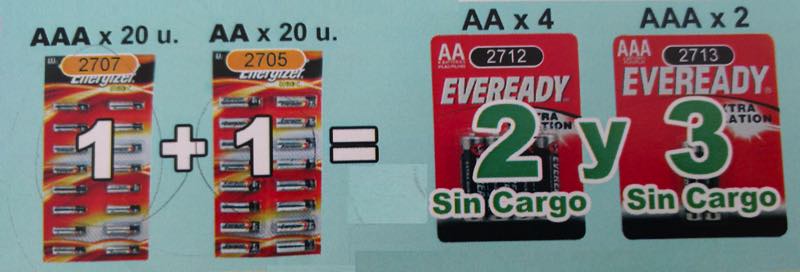 AAA x 20 u.
2707
Energizer
1
+
AA x 20 u.
2705
Energizer
1
=
AA x 4
AA
2712
EVEREADY
2
Sin Cargo
y
AAA x 2
AAA
2713
EVEREADY
3
Sin Cargo